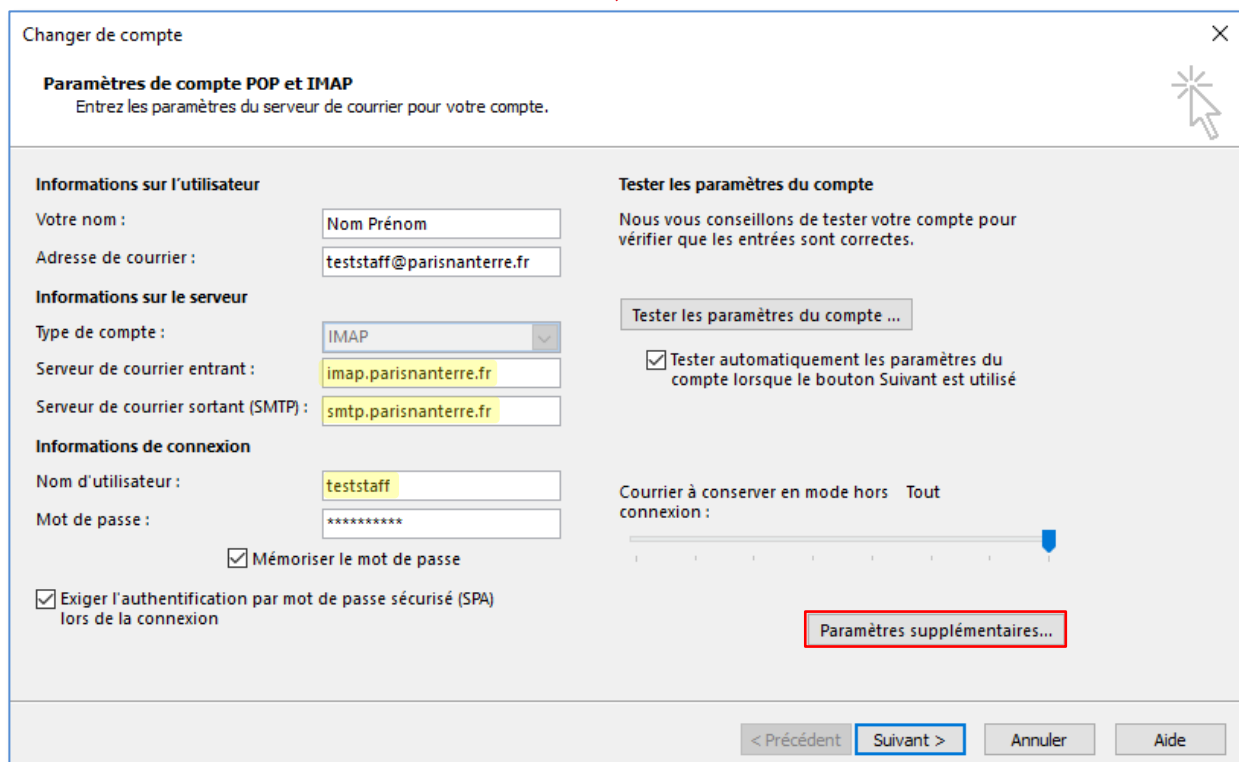 Changer de compte
Paramètres de compte POP et IMAP
Entrez les paramètres du serveur de courrier pour votre compte.
Informations sur l'utilisateur
Votre nom :
Nom Prénom
Adresse de courrier :
teststaff@parisnanterre.fr
Informations sur le serveur
Type de compte :
IMAP
Serveur de courrier entrant :
imap.parisnanterre.fr
Serveur de courrier sortant (SMTP) :
smtp.parisnanterre.fr
Informations de connexion
Nom d'utilisateur :
teststaff
Mot de passe :
**********
Mémoriser le mot de passe
Exiger l'authentification par mot de passe sécurisé (SPA)
lors de la connexion
Tester les paramètres du compte
Nous vous conseillons de tester votre compte pour
vérifier que les entrées sont correctes.
Tester les paramètres du compte ...
Tester automatiquement les paramètres du
compte lorsque le bouton Suivant est utilisé
Courrier à conserver en mode hors Tout
connexion :
Paramètres supplémentaires...
< Précédent
Suivant >
Annuler
Aide